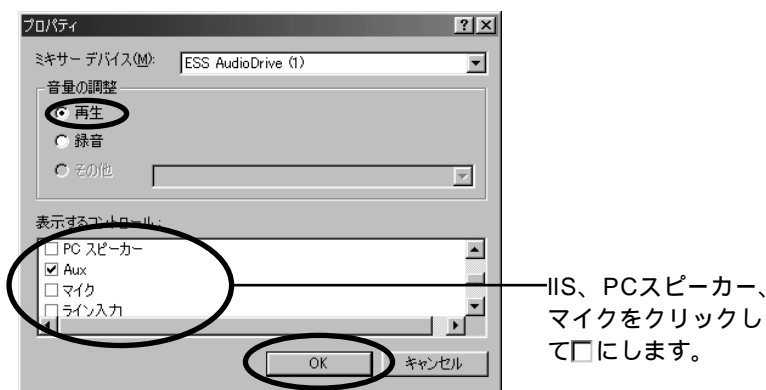 プロパティ
ミキサー デバイス(M):
ESS AudioDrive (1)
音量の調整
再生
録音
その他
表示するコントロール:
PC スピーカー
Aux
マイク
ライン入力
OK
キャンセル
IIS、PCスピーカー、
マイクをクリックし
て□にします。